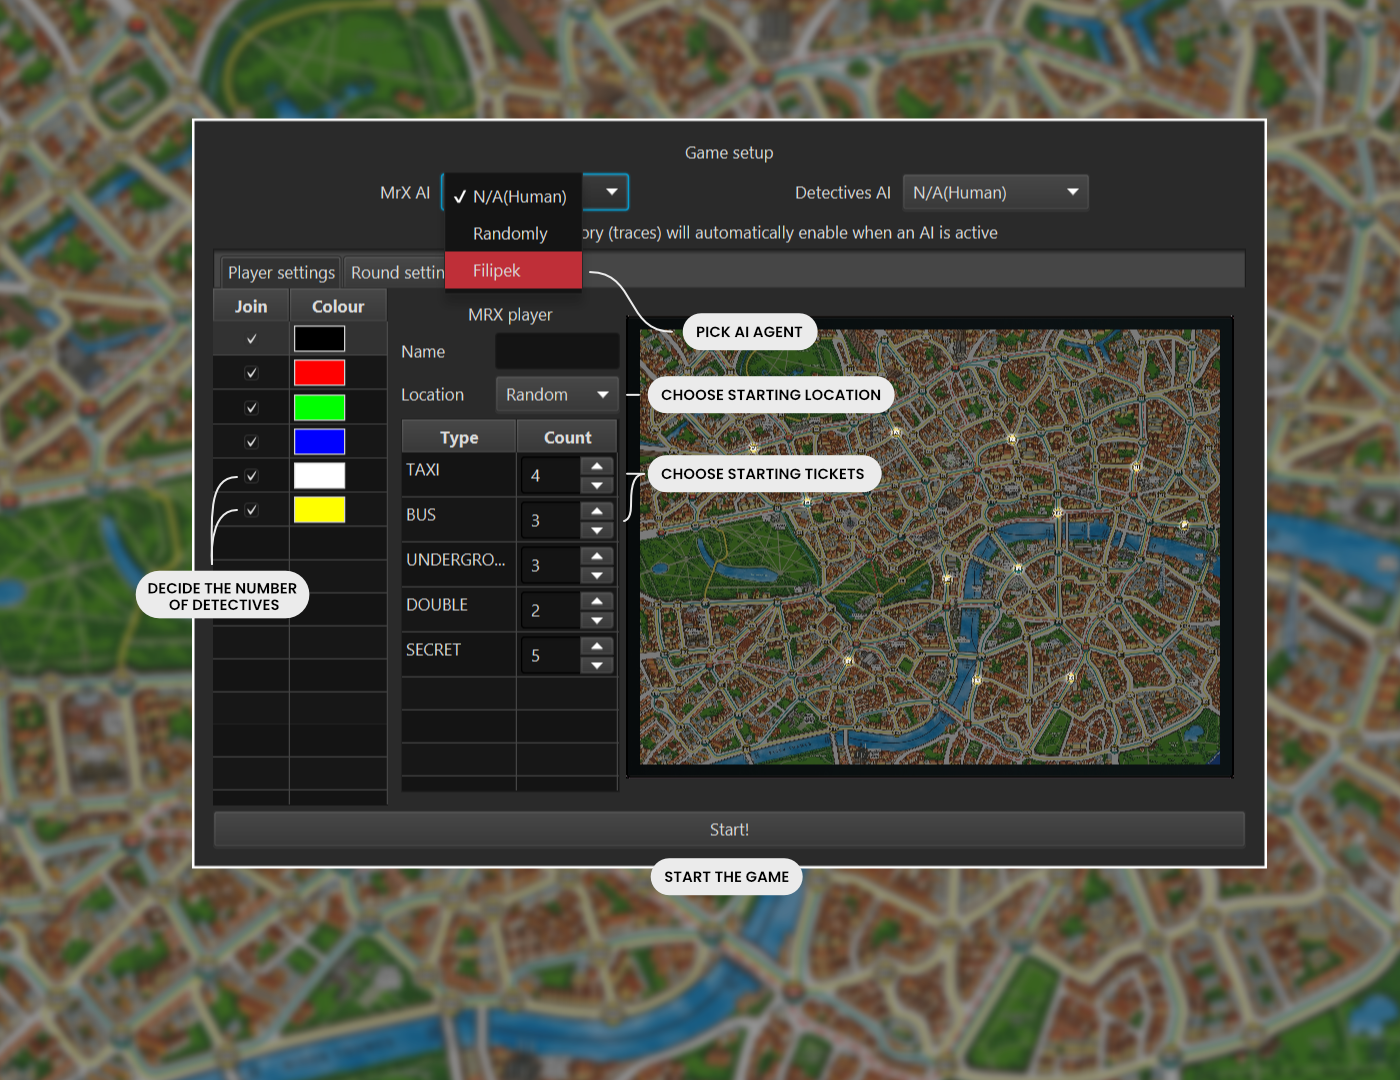 Game setup
MrX AI
✓ N/A(Human)
Randomly
Filipek
Detectives AI
N/A(Human)
ory (traces) will automatically enable when an AI is active
Player settings
Round settin
Join
Colour
MRX player
PICK AI AGENT
Name
Location
Random
CHOOSE STARTING LOCATION
Type
Count
TAXI
4
CHOOSE STARTING TICKETS
BUS
3
UNDERGRO...
3
DOUBLE
2
SECRET
5
DECIDE THE NUMBER
OF DETECTIVES
Start!
START THE GAME